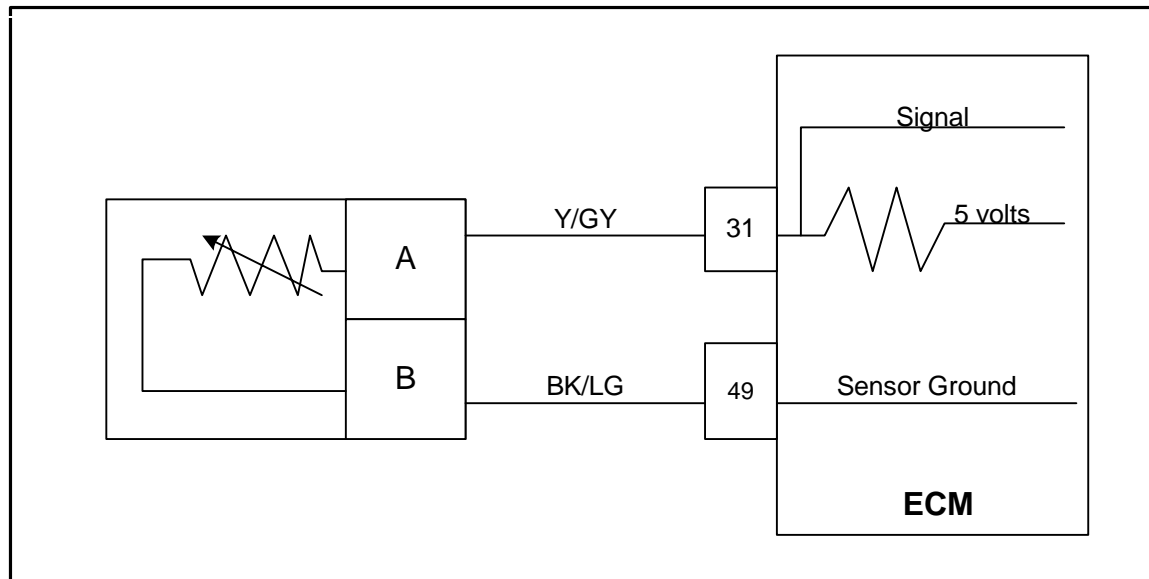 Signal
5 volts
Y/GY
31
A
B
BK/LG
49
Sensor Ground
ECM